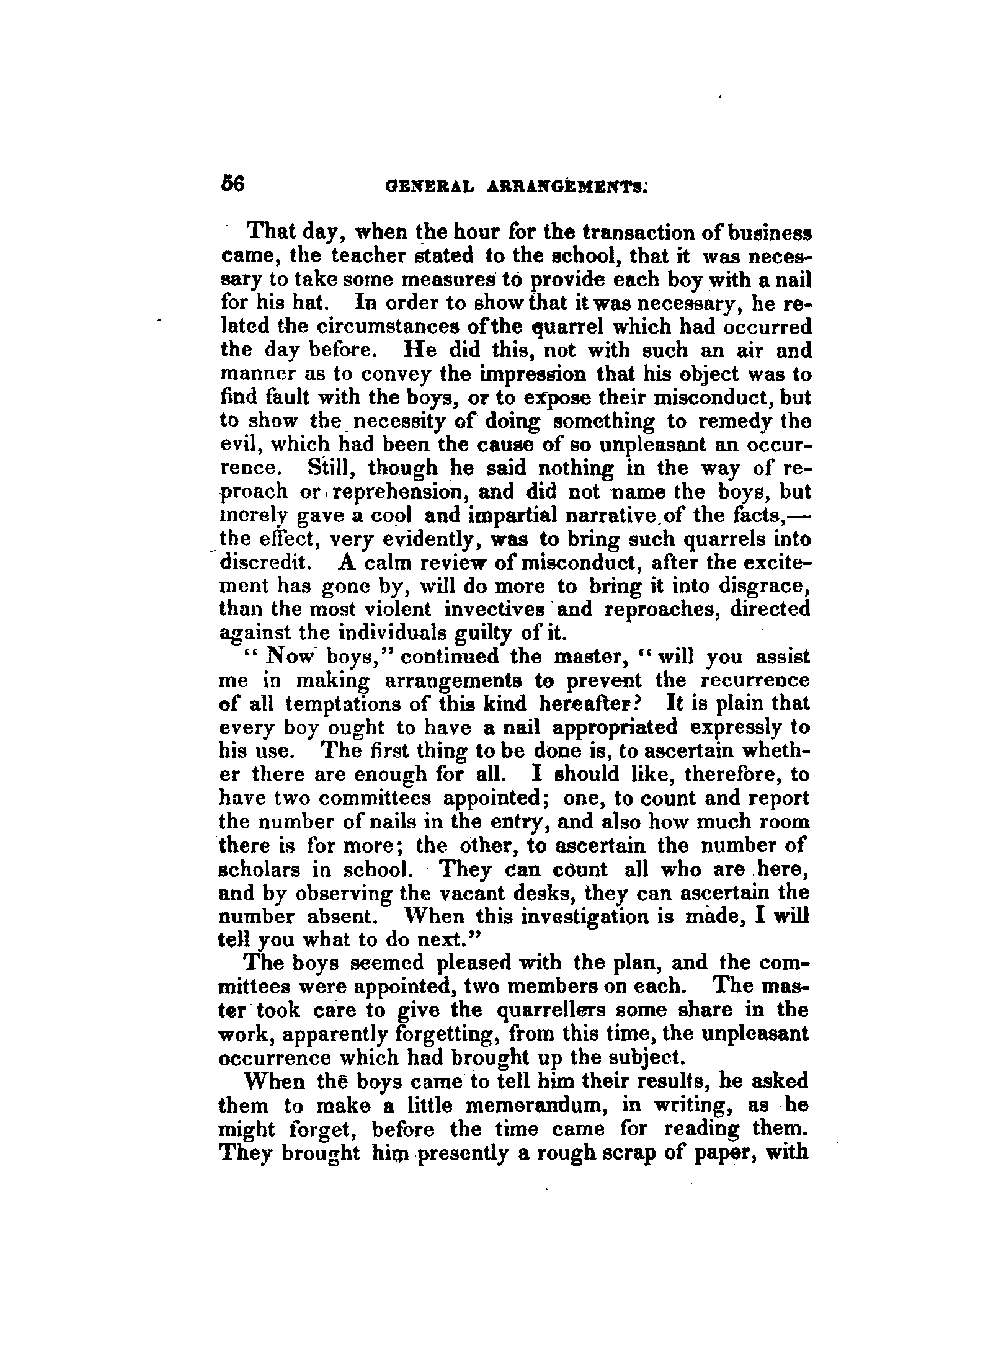 56 GENERAL ARRANGEMENTS.
That day, when the hour for the transaction of business
came, the teacher stated to the school, that it was neces-
sary to take some measures to provide each boy with a nail
for his hat. In order to show that it was necessary, he re-
lated the circumstances of the quarrel which had occurred
the day before. He did this, not with such an air and
manner as to convey the impression that his object was to
find fault with the boys, or to expose their misconduct, but
to show the necessity of doing something to remedy the
evil, which had been the cause of so unpleasant an occur-
rence. Still, though he said nothing in the way of re-
proach or reprehension, and did not name the boys, but
merely gave a cool and impartial narrative of the facts,—
the effect, very evidently, was to bring such quarrels into
discredit. A calm review of misconduct, after the excite-
ment has gone by, will do more to bring it into disgrace,
than the most violent invectives and reproaches, directed
against the individuals guilty of it.
“ Now boys,” continued the master, “ will you assist
me in making arrangements to prevent the recurrence
of all temptations of this kind hereafter? It is plain that
every boy ought to have a nail appropriated expressly to
his use. The first thing to be done is, to ascertain wheth-
er there are enough for all. I should like, therefore, to
have two committees appointed; one, to count and report
the number of nails in the entry, and also how much room
there is for more; the other, to ascertain the number of
scholars in school. They can count all who are here,
and by observing the vacant desks, they can ascertain the
number absent. When this investigation is made, I will
tell you what to do next.”
The boys seemed pleased with the plan, and the com-
mittees were appointed, two members on each. The mas-
ter took care to give the quarrellers some share in the
work, apparently forgetting, from this time, the unpleasant
occurrence which had brought up the subject.
When the boys came to tell him their results, he asked
them to make a little memorandum, in writing, as he
might forget, before the time came for reading them.
They brought him presently a rough scrap of paper, with